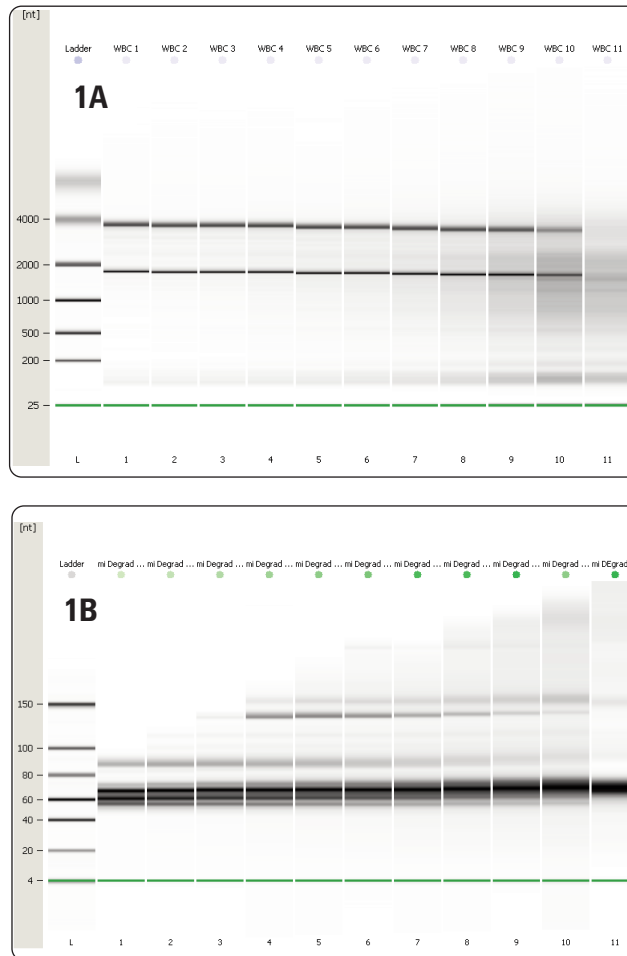 [nt]
Ladder WBC 1 WBC 2 WBC 3 WBC 4 WBC 5 WBC 6 WBC 7 WBC 8 WBC 9 WBC 10 WBC 11
1A
4000
2000
1000
500
200
25
L 1 2 3 4 5 6 7 8 9 10 11
[nt]
Ladder mi Degrad ... mi Degrad ... mi Degrad ... mi Degrad ... mi Degrad ... mi Degrad ... mi Degrad ... mi Degrad ... mi Degrad ... mi Degrad ... mi DEgrad
1B
150
100
80
60
40
20
4
L 1 2 3 4 5 6 7 8 9 10 11